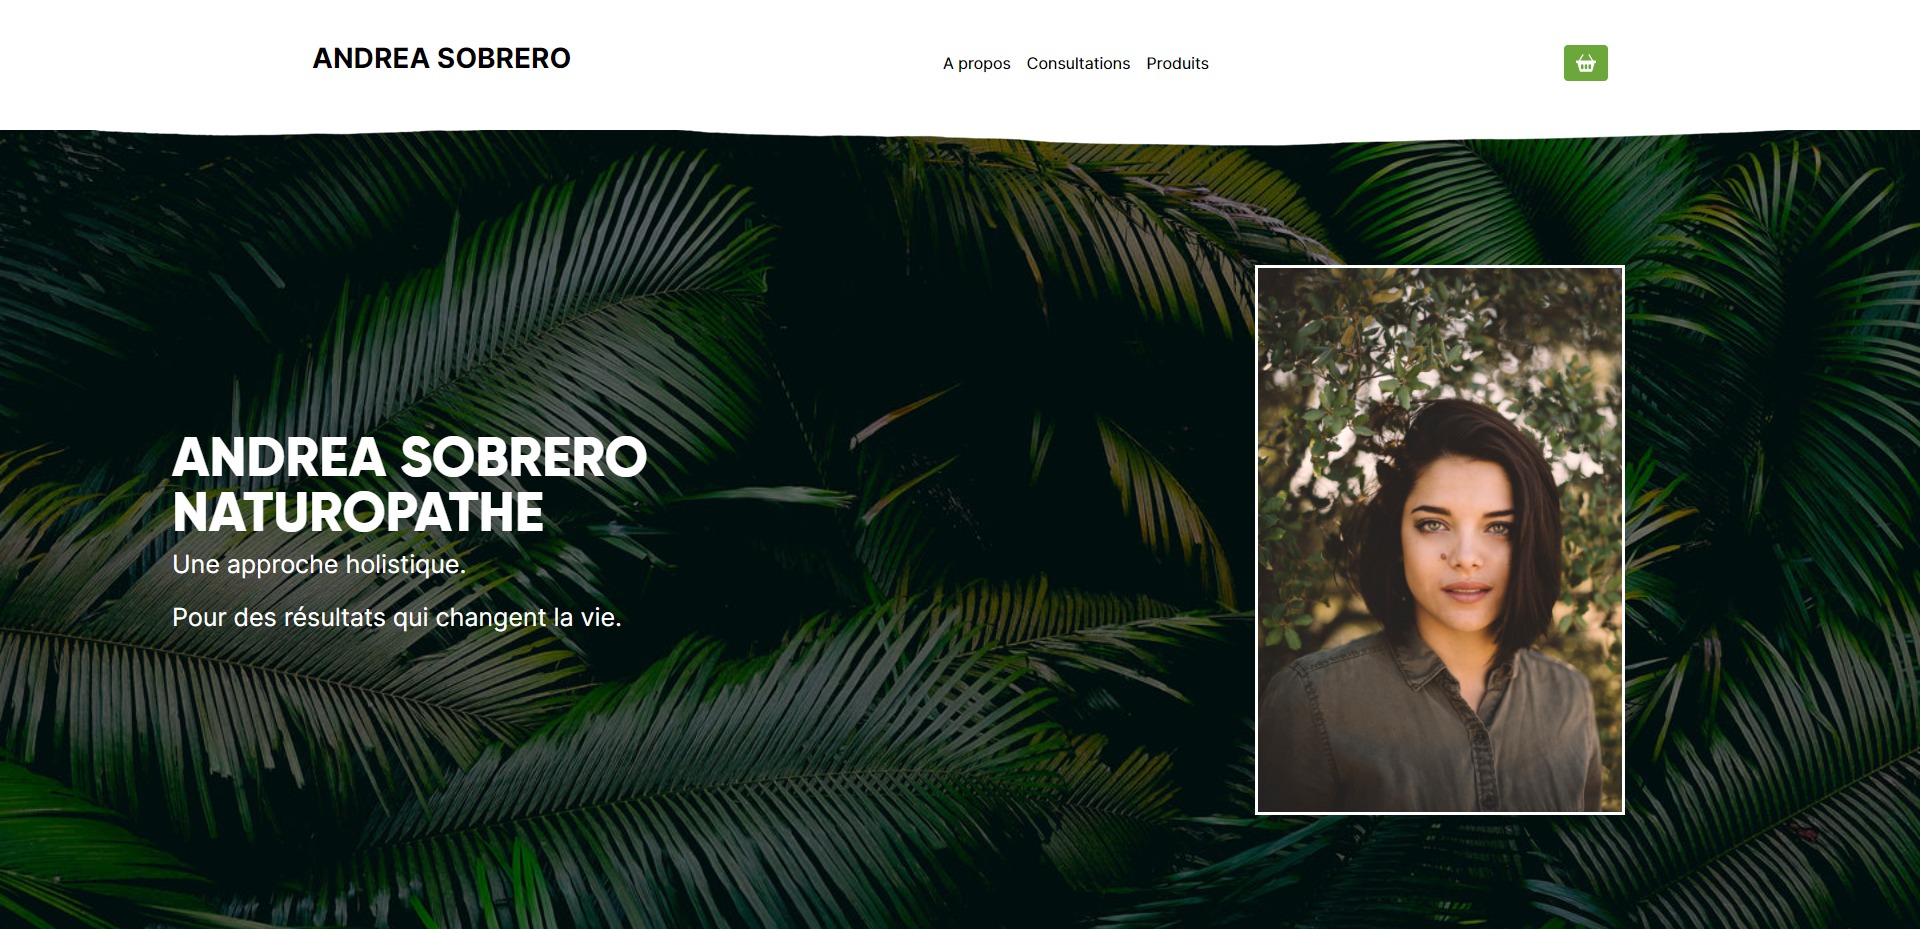 ANDREA SOBRERO
A propos Consultations Produits
ANDREA SOBRERO
NATUROPATHE
Une approche holistique.
Pour des résultats qui changent la vie.